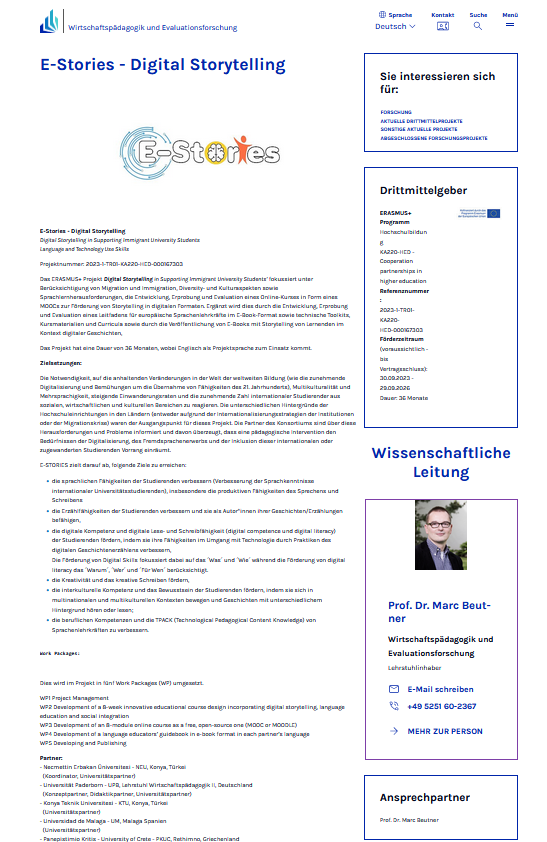 Wirtschaftspädagogik und Evaluationsforschung
Sprache
Deutsch
Kontakt
Suche
Menü
E-Stories - Digital Storytelling
E-Stories
E-Stories - Digital Storytelling
Digital Storytelling in Supporting Immigrant University Students
Language and Technology Use Skills
Projektnummer: 2023-1-TR01-KA220-HED-000167303
Das ERASMUS+ Projekt Digital Storytelling in Supporting Immigrant University Students' fokussiert unter
Berücksichtigung von Migration und Immigration, Diversity- und Kulturaspekten sowie
Sprachlernherausforderungen, die Entwicklung, Erprobung und Evaluation eines Online-Kurses in Form eines
MOOCs zur Förderung von Storytelling in digitalen Formaten. Ergänzt wird dies durch die Entwicklung, Erprobung
und Evaluation eines Leitfadens für europäische Sprachenlehrkräfte im E-Book-Format sowie technische Toolkits,
Kursmaterialien und Curricula sowie durch die Veröffentlichung von E-Books mit Storytelling von Lernenden im
Kontext digitaler Geschichten,
Das Projekt hat eine Dauer von 36 Monaten, wobei Englisch als Projektsprache zum Einsatz kommt.
Zielsetzungen:
Die Notwendigkeit, auf die anhaltenden Veränderungen in der Welt der weltweiten Bildung (wie die zunehmende
Digitalisierung und Bemühungen um die Übernahme von Fähigkeiten des 21. Jahrhunderts), Multikulturalität und
Mehrsprachigkeit, steigende Einwanderungsraten und die zunehmende Zahl internationaler Studierender aus
sozialen, wirtschaftlichen und kulturellen Bereichen zu reagieren. Die unterschiedlichen Hintergründe der
Hochschuleinrichtungen in den Ländern (entweder aufgrund der Internationalisierungsstrategien der Institutionen
oder der Migrationskrise) waren der Ausgangspunkt für dieses Projekt. Die Partner des Konsortiums sind über diese
Herausforderungen und Probleme informiert und davon überzeugt, dass eine pädagogische Intervention den
Bedürfnissen der Digitalisierung, des Fremdsprachenerwerbs und der Inklusion dieser internationalen oder
zugewanderten Studierenden Vorrang einräumt.
E-STORIES zielt darauf ab, folgende Ziele zu erreichen:
die sprachlichen Fähigkeiten der Studierenden verbessern (Verbesserung der Sprachkenntnisse
internationaler Universitätsstudierenden), insbesondere die produktiven Fähigkeiten des Sprechens und
Schreibens
die Erzählfähigkeiten der Studierenden verbessern und sie als Autor*innen ihrer Geschichten/Erzählungen
befähigen,
die digitale Kompetenz und digitale Lese- und Schreibfähigkeit (digital competence und digital literacy)
der Studierenden fördern, indem sie ihre Fähigkeiten im Umgang mit Technologie durch Praktiken des
digitalen Geschichtenerzählens verbessern,
Die Förderung von Digital Skills fokussiert dabei auf das `Was` und `Wie` während die Förderung von digital
literacy das `Warum`, `Wer` und `Für Wen` berücksichtigt.
die Kreativität und das kreative Schreiben fördern,
die interkulturelle Kompetenz und das Bewusstsein der Studierenden fördern, indem sie sich in
multinationalen und multikulturellen Kontexten bewegen und Geschichten mit unterschiedlichem
Hintergrund hören oder lesen;
die beruflichen Kompetenzen und die TPACK (Technological Pedagogical Content Knowledge) von
Sprachenlehrkräften zu verbessern.
Work Packages:
Dies wird im Projekt in fünf Work Packages (WP) umgesetzt.
WP1 Project Management
WP2 Development of a 8-week innovative educational course design incorporating digital storytelling, language
education and social integration
WP3 Development of an 8-module online course as a free, open-source one (MOOC or MOODLE)
WP4 Development of a language educators' guidebook in e-book format in each partner's language
WP5 Developing and Publishing
Partner:
- Necmettin Erbakan Üniversitesi - NEU, Konya, Türkei
(Koordinator, Universitätspartner)
- Universität Paderborn - UPB, Lehrstuhl Wirtschaftspädagogik II, Deutschland
(Konzeptpartner, Didaktikpartner, Universitätspartner)
- Konya Teknik Universitesi - KTU, Konya, Türkei
(Universitätspartner)
- Universidad de Malaga - UM, Malaga Spanien
(Universitätspartner)
- Panepistimio Kritis - University of Crete - PKUC, Rethimno, Griechenland
Sie interessieren sich
für:
FORSCHUNG
AKTUELLE DRITTMITTELPROJEKTE
SONSTIGE AKTUELLE PROJEKTE
ABGESCHLOSSENE FORSCHUNGSPROJEKTE
Drittmittelgeber
ERASMUS+
Programm
Hochschulbildun
g
KA220-HED -
Cooperation
partnerships in
higher education
Referenznummer
:
2023-1-TR01-
KA220-
HED-000167303
Förderzeitraum
(voraussichtlich -
bis
Vertragsschluss):
30.09.2023 -
29.09.2026
Dauer: 36 Monate
Wissenschaftliche
Leitung
Prof. Dr. Marc Beut-
ner
Wirtschaftspädagogik und
Evaluationsforschung
Lehrstuhlinhaber
E-Mail schreiben
+49 5251 60-2367
MEHR ZUR PERSON
Ansprechpartner
Prof. Dr. Marc Beutner